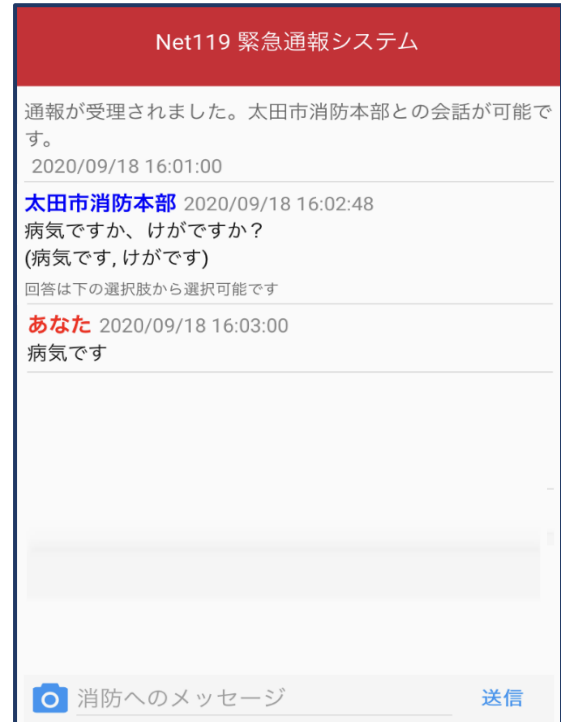 Net119 緊急通報システム
通報が受理されました。太田市消防本部との会話が可能で
す。
2020/09/18 16:01:00
太田市消防本部 2020/09/18 16:02:48
病気ですか、けがですか？
(病気です, けがです)
回答は下の選択肢から選択可能です
あなた 2020/09/18 16:03:00
病気です
消防へのメッセージ 送信